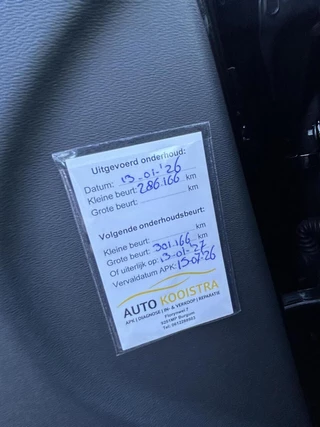 Uitgevoerd onderhoud:
Datum: 13-01-'26
Kleine beurt: 286.166 km
Grote beurt: km
Volgende onderhoudsbeurt:
Kleine beurt: km
Grote beurt: 301.166 km
Of uiterlijk op: 13-01-'27
Vervaldatum APK: 15-07-'26
AUTO KOOISTRA
APK | DIAGNOSE | IN- & VERKOOP | REPARATIE